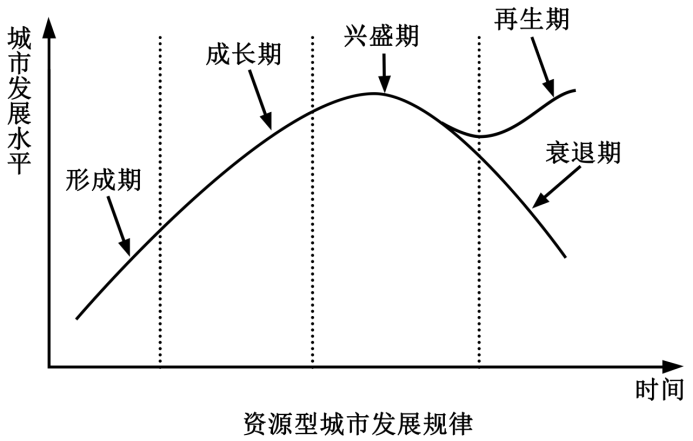 城市发展水平
形成期
成长期
兴盛期
再生期
衰退期
时间
资源型城市发展规律